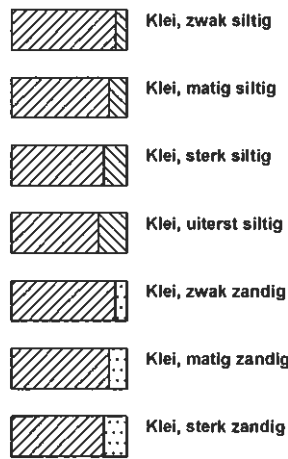 Klei, zwak siltig
Klei, matig siltig
Klei, sterk siltig
Klei, uiterst siltig
Klei, zwak zandig
Klei, matig zandig
Klei, sterk zandig